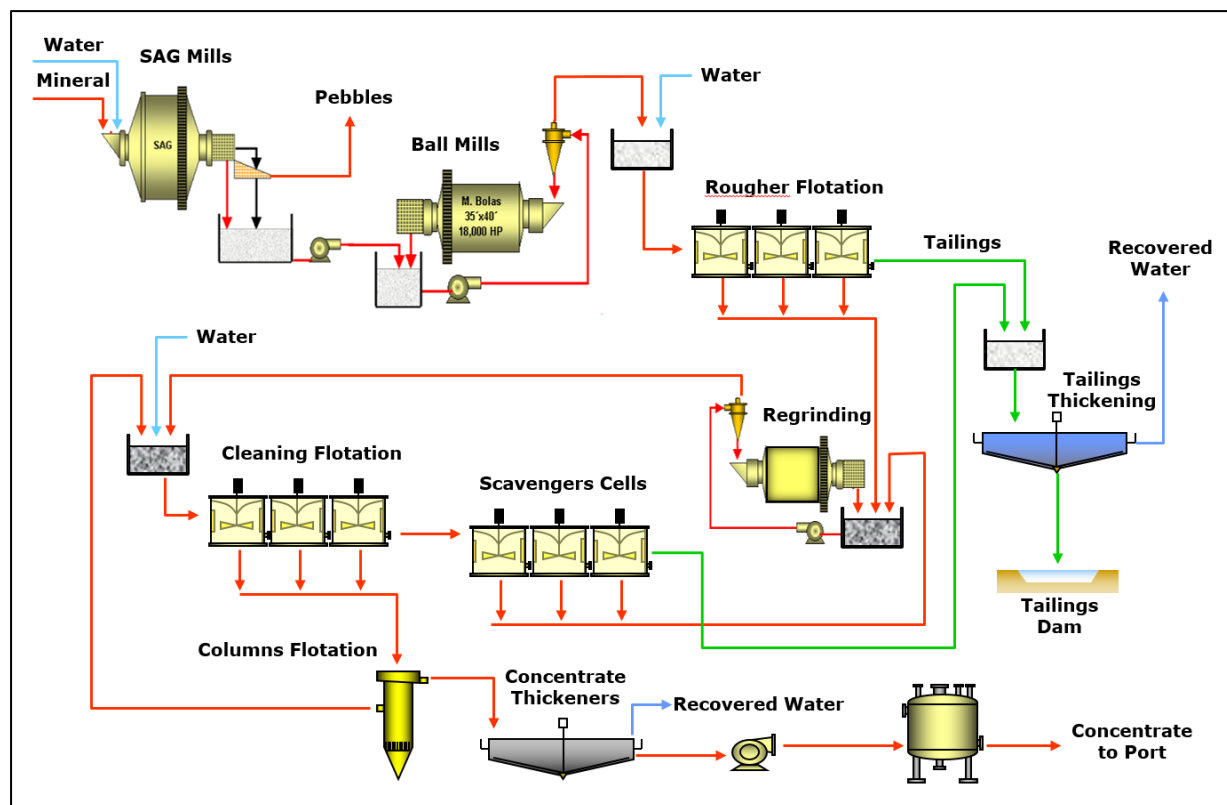 Water
SAG Mills
Mineral
Pebbles
SAG
Ball Mills
M. Bolas
35´x40´
18,000 HP
Water
Rougher Flotation
Tailings
Recovered
Water
Tailings
Thickening
Tailings
Dam
Water
Regrinding
Cleaning Flotation
Scavengers Cells
Columns Flotation
Concentrate
Thickeners
Recovered Water
Concentrate
to Port